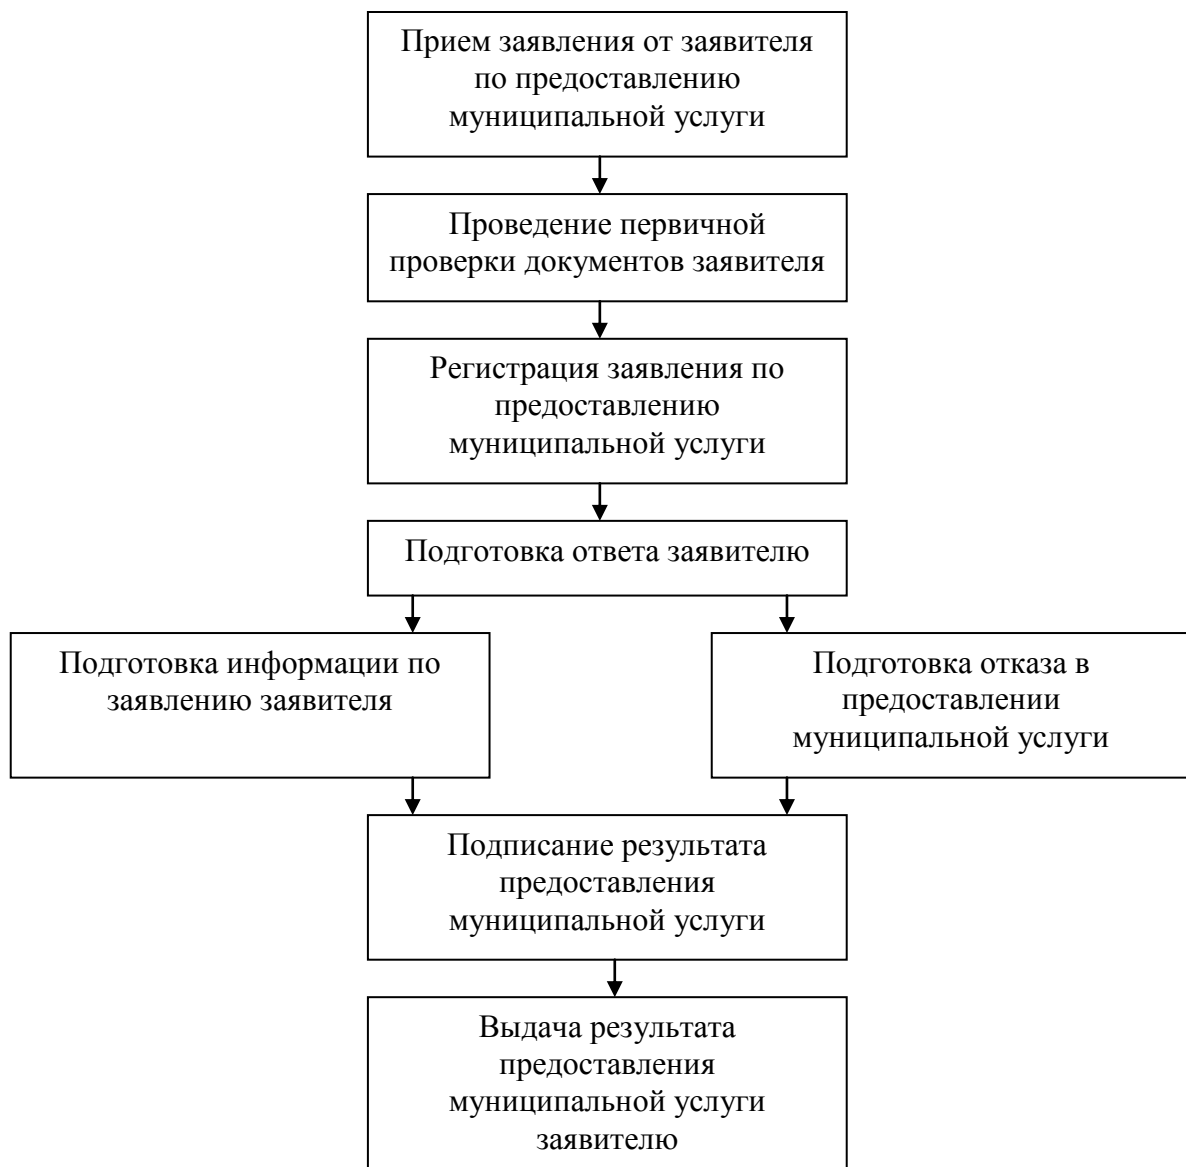 Прием заявления от заявителя
по предоставлению
муниципальной услуги
Проведение первичной
проверки документов заявителя
Регистрация заявления по
предоставлению
муниципальной услуги
Подготовка ответа заявителю
Подготовка информации по
заявлению заявителя
Подготовка отказа в
предоставлении
муниципальной услуги
Подписание результата
предоставления
муниципальной услуги
Выдача результата
предоставления
муниципальной услуги
заявителю